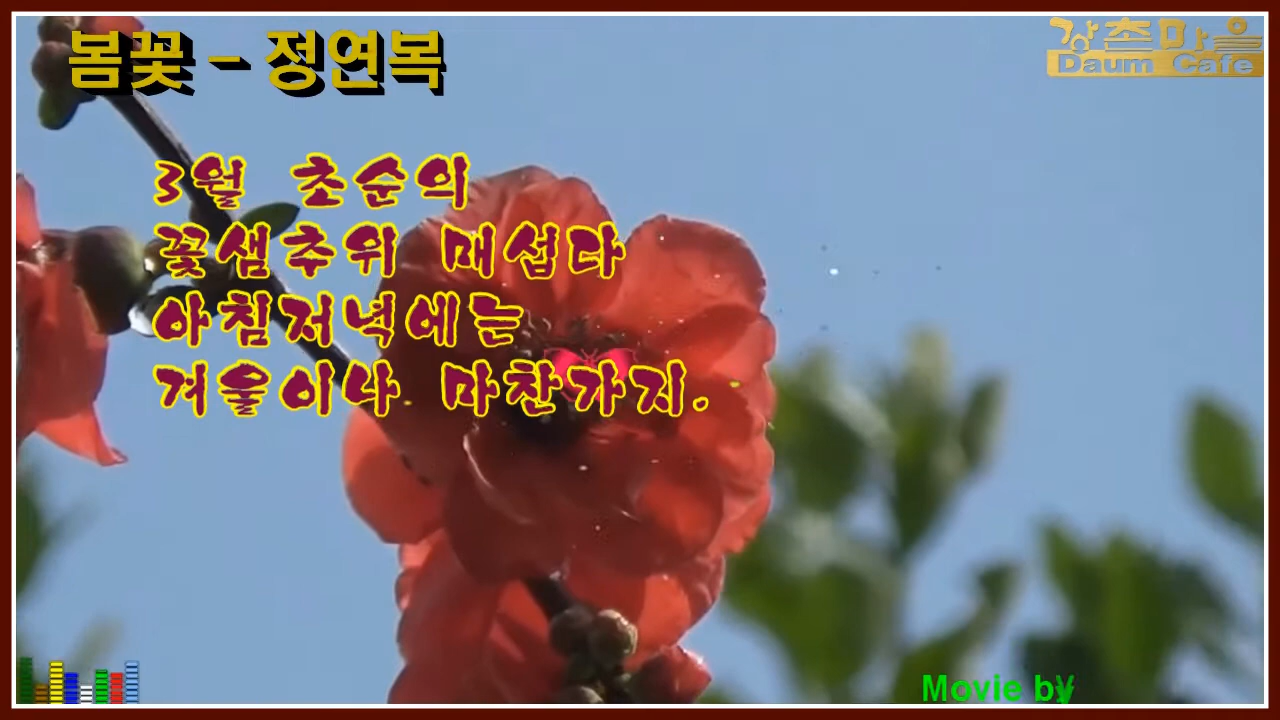 봄꽃 - 정연복
강촌마을
Daum Cafe
3월 초순의
꽃샘추위 매섭다
아침저녁에는
겨울이나 마찬가지.
Movie by